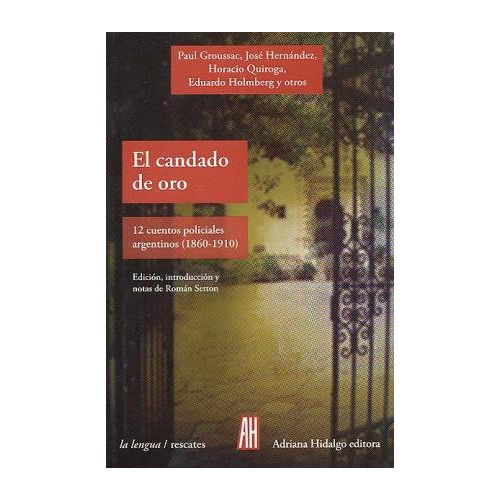 Paul Groussac, José Hernández,
Horacio Quiroga,
Eduardo Holmberg y otros
El candado
de oro
12 cuentos policiales
argentinos (1860-1910)
Edición, introducción y
notas de Román Setton
la lengua / rescates
AH
Adriana Hidalgo editora